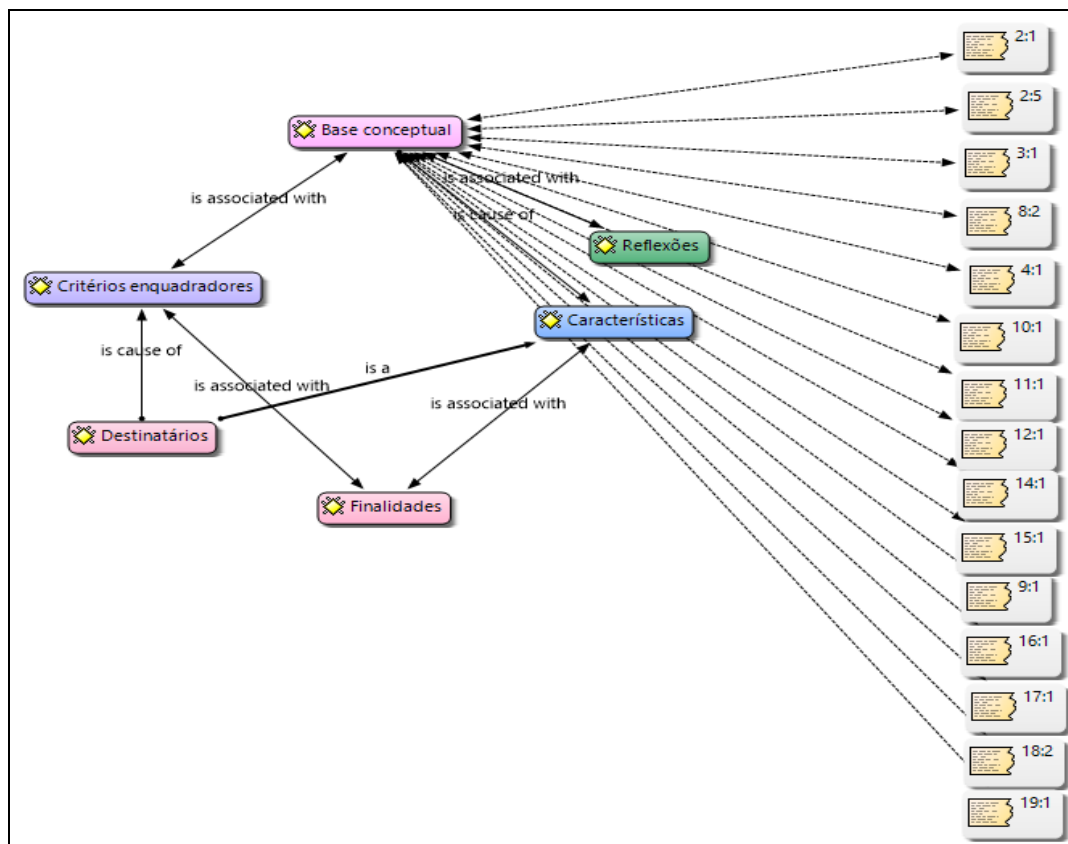 2:1
2:5
Base conceptual
3:1
is associated with
is associated with
8:2
is cause of
Reflexões
4:1
Critérios enquadradores
Características
10:1
is cause of
is a
is associated with
11:1
is associated with
Destinatários
12:1
14:1
Finalidades
15:1
9:1
16:1
17:1
18:2
19:1